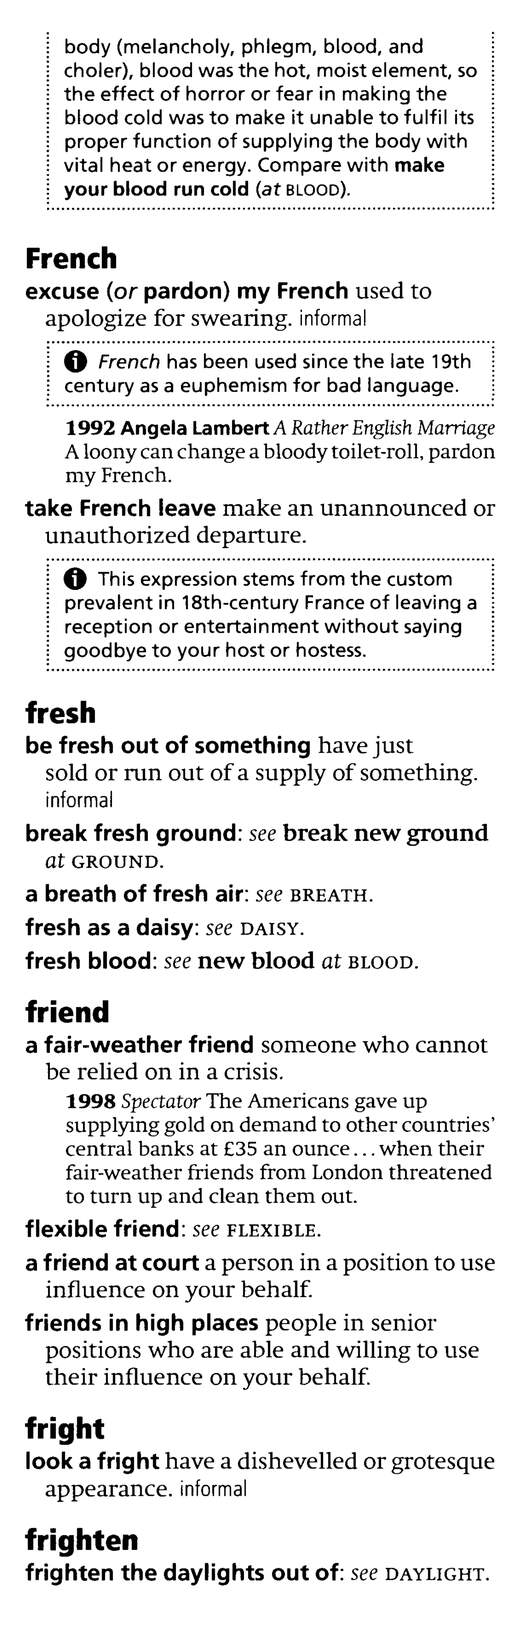 body (melancholy, phlegm, blood, and
choler), blood was the hot, moist element, so
the effect of horror or fear in making the
blood cold was to make it unable to fulfil its
proper function of supplying the body with
vital heat or energy. Compare with make
your blood run cold (at BLOOD).
French
excuse (or pardon) my French used to
apologize for swearing. informal
French has been used since the late 19th
century as a euphemism for bad language.
1992 Angela Lambert A Rather English Marriage
A loony can change a bloody toilet-roll, pardon
my French.
take French leave make an unannounced or
unauthorized departure.
This expression stems from the custom
prevalent in 18th-century France of leaving a
reception or entertainment without saying
goodbye to your host or hostess.
fresh
be fresh out of something have just
sold or run out of a supply of something.
informal
break fresh ground: see break new ground
at GROUND.
a breath of fresh air: see BREATH.
fresh as a daisy: see DAISY.
fresh blood: see new blood at BLOOD.
friend
a fair-weather friend someone who cannot
be relied on in a crisis.
1998 Spectator The Americans gave up
supplying gold on demand to other countries'
central banks at £35 an ounce... when their
fair-weather friends from London threatened
to turn up and clean them out.
flexible friend: see FLEXIBLE.
a friend at court a person in a position to use
influence on your behalf.
friends in high places people in senior
positions who are able and willing to use
their influence on your behalf.
fright
look a fright have a dishevelled or grotesque
appearance. informal
frighten
frighten the daylights out of: see DAYLIGHT.